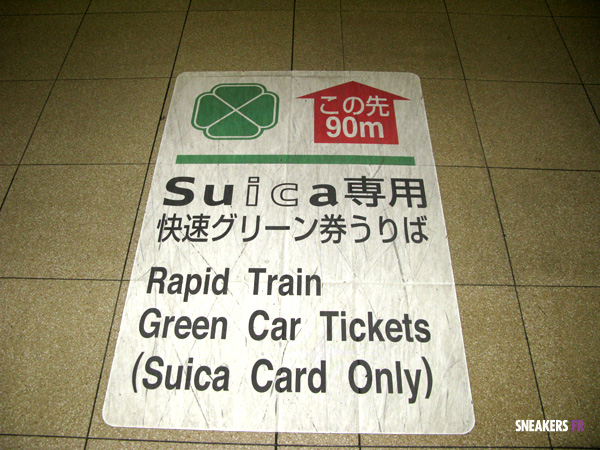 この先
90m
Suica専用
快速グリーン券うりば
Rapid Train
Green Car Tickets
(Suica Card Only)
SNEAKERS FR